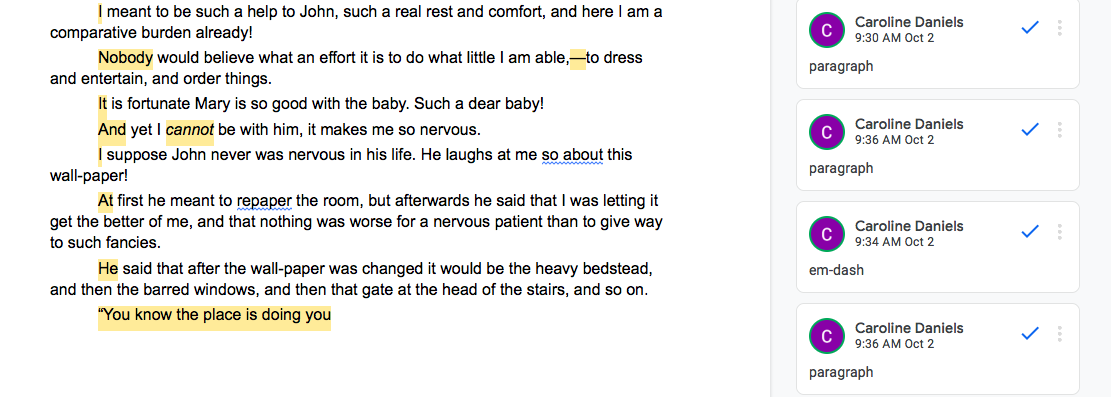 I meant to be such a help to John, such a real rest and comfort, and here I am a
comparative burden already!
Nobody would believe what an effort it is to do what little I am able,—to dress
and entertain, and order things.
It is fortunate Mary is so good with the baby. Such a dear baby!
And yet I cannot be with him, it makes me so nervous.
I suppose John never was nervous in his life. He laughs at me so about this
wall-paper!
At first he meant to repaper the room, but afterwards he said that I was letting it
get the better of me, and that nothing was worse for a nervous patient than to give way
to such fancies.
He said that after the wall-paper was changed it would be the heavy bedstead,
and then the barred windows, and then that gate at the head of the stairs, and so on.
“You know the place is doing you
C
Caroline Daniels
9:30 AM Oct 2
paragraph
C
Caroline Daniels
9:36 AM Oct 2
paragraph
C
Caroline Daniels
9:34 AM Oct 2
em-dash
C
Caroline Daniels
9:36 AM Oct 2
paragraph